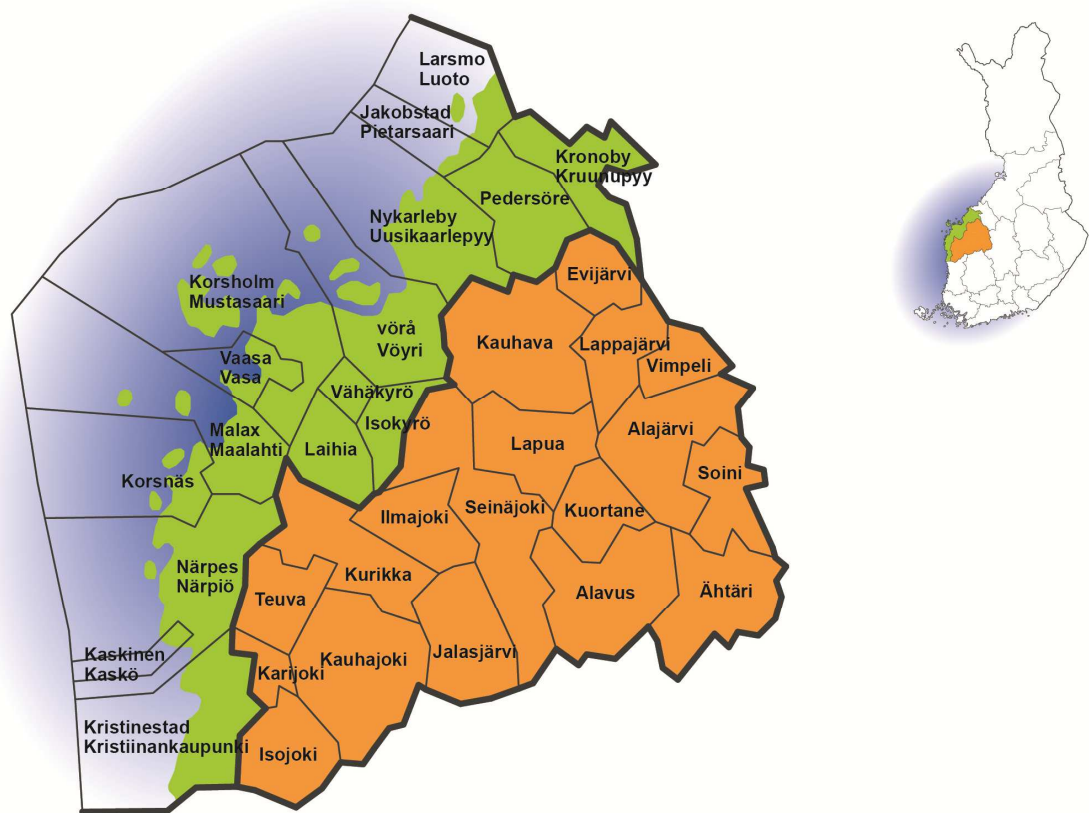 Larsmo
Luoto
Jakobstad
Pietarsaari
Kronoby
Kruunupyy
Pedersöre
Nykarleby
Uusikaarlepyy
Evijärvi
Korsholm
Mustasaari
vörå
Vöyri
Kauhava
Lappajärvi
Vimpeli
Vaasa
Vasa
Vähäkyrö
Isokyrö
Malax
Maalahti
Laihia
Lapua
Alajärvi
Soini
Korsnäs
Ilmajoki
Seinäjoki
Kuortane
Närpes
Närpiö
Kurikka
Teuva
Alavus
Ähtäri
Kaskinen
Kaskö
Karijoki
Kauhajoki
Jalasjärvi
Kristinestad
Kristiinankaupunki
Isojoki